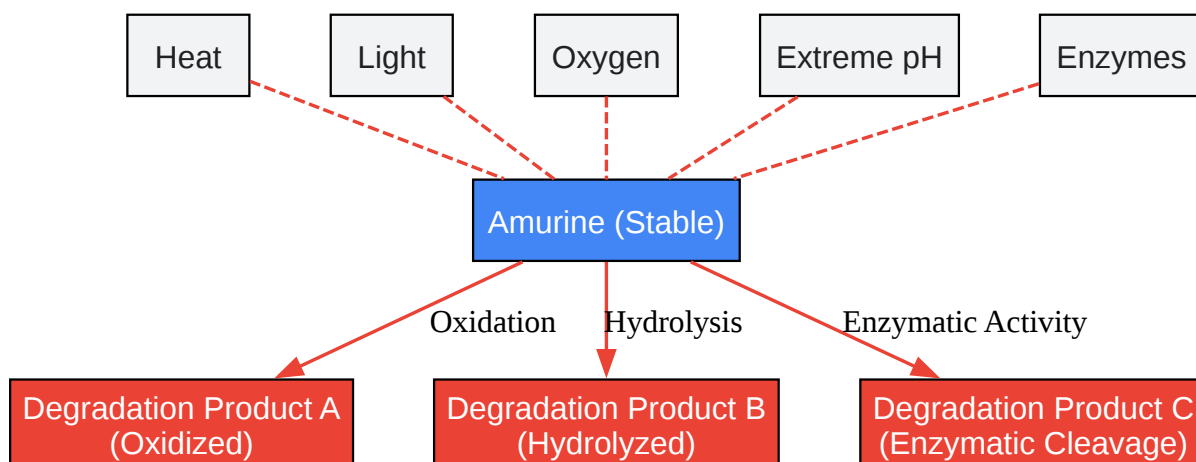 Heat
Light
Oxygen
Extreme pH
Enzymes
Amurine (Stable)
Oxidation
Hydrolysis
Enzymatic Activity
Degradation Product A
(Oxidized)
Degradation Product B
(Hydrolyzed)
Degradation Product C
(Enzymatic Cleavage)